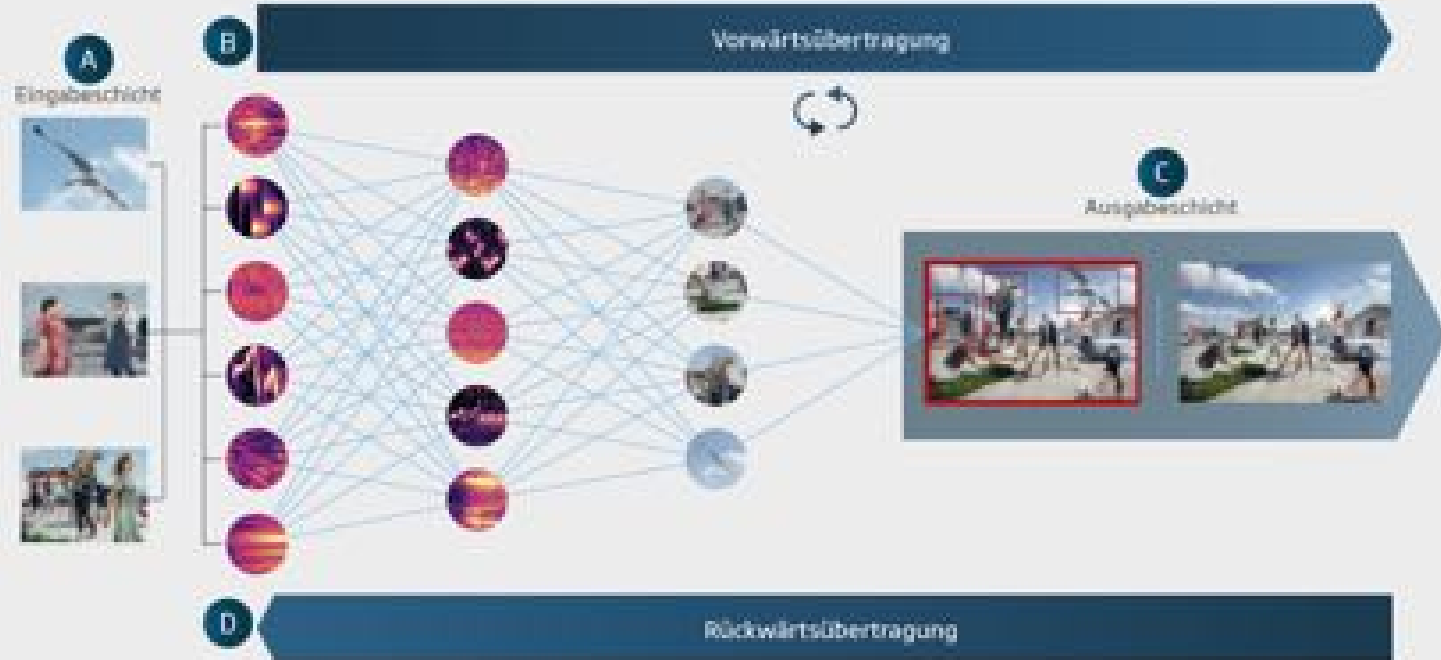 A
Eingabeschicht
B
Vorwärtsübertragung
C
Ausgabeschicht
D
Rückwärtsübertragung